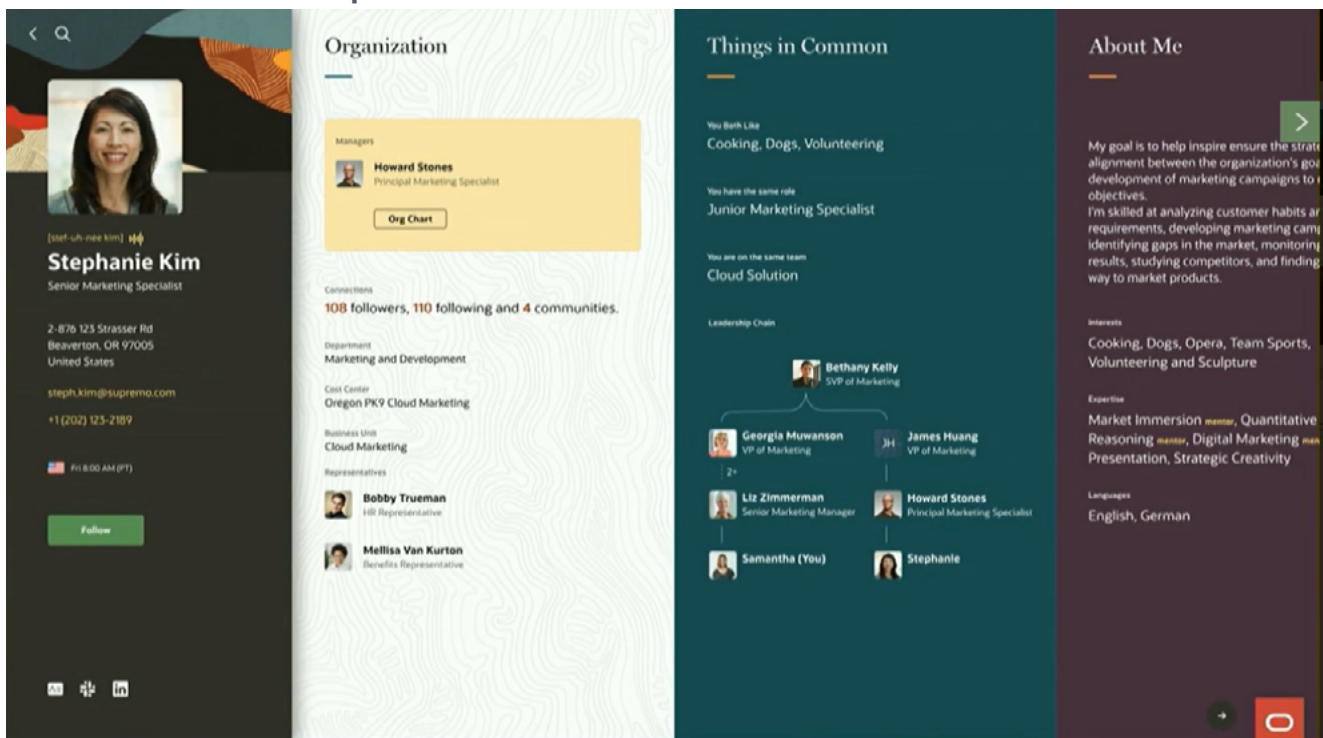 [stef-uh-nee kim]
Stephanie Kim
Senior Marketing Specialist
2-876 123 Strasser Rd
Beaverton, OR 97005
United States
steph.kim@supremo.com
+1 (202) 123-2189
Fri 8:00 AM (PT)
Follow
Organization
Managers
Howard Stones
Principal Marketing Specialist
Org Chart
Connections
108 followers, 110 following and 4 communities.
Department
Marketing and Development
Cost Center
Oregon PK9 Cloud Marketing
Business Unit
Cloud Marketing
Representatives
Bobby Trueman
HR Representative
Mellisa Van Kurton
Benefits Representative
Things in Common
You Both Like
Cooking, Dogs, Volunteering
You have the same role
Junior Marketing Specialist
You are on the same team
Cloud Solution
Leadership Chain
Bethany Kelly
SVP of Marketing
Georgia Muwanson
VP of Marketing
2+
Liz Zimmerman
Senior Marketing Manager
Samantha (You)
JH
James Huang
VP of Marketing
Howard Stones
Principal Marketing Specialist
Stephanie
About Me
My goal is to help inspire ensure the
alignment between the organization's
development of marketing campaigns to
objectives.
I'm skilled at analyzing customer habits
requirements, developing marketing
identifying gaps in the market, monitoring
results, studying competitors, and finding
way to market products.
Interests
Cooking, Dogs, Opera, Team Sports,
Volunteering and Sculpture
Expertise
Market Immersion mentor, Quantitative
Reasoning mentor, Digital Marketing
Presentation, Strategic Creativity
Languages
English, German
in